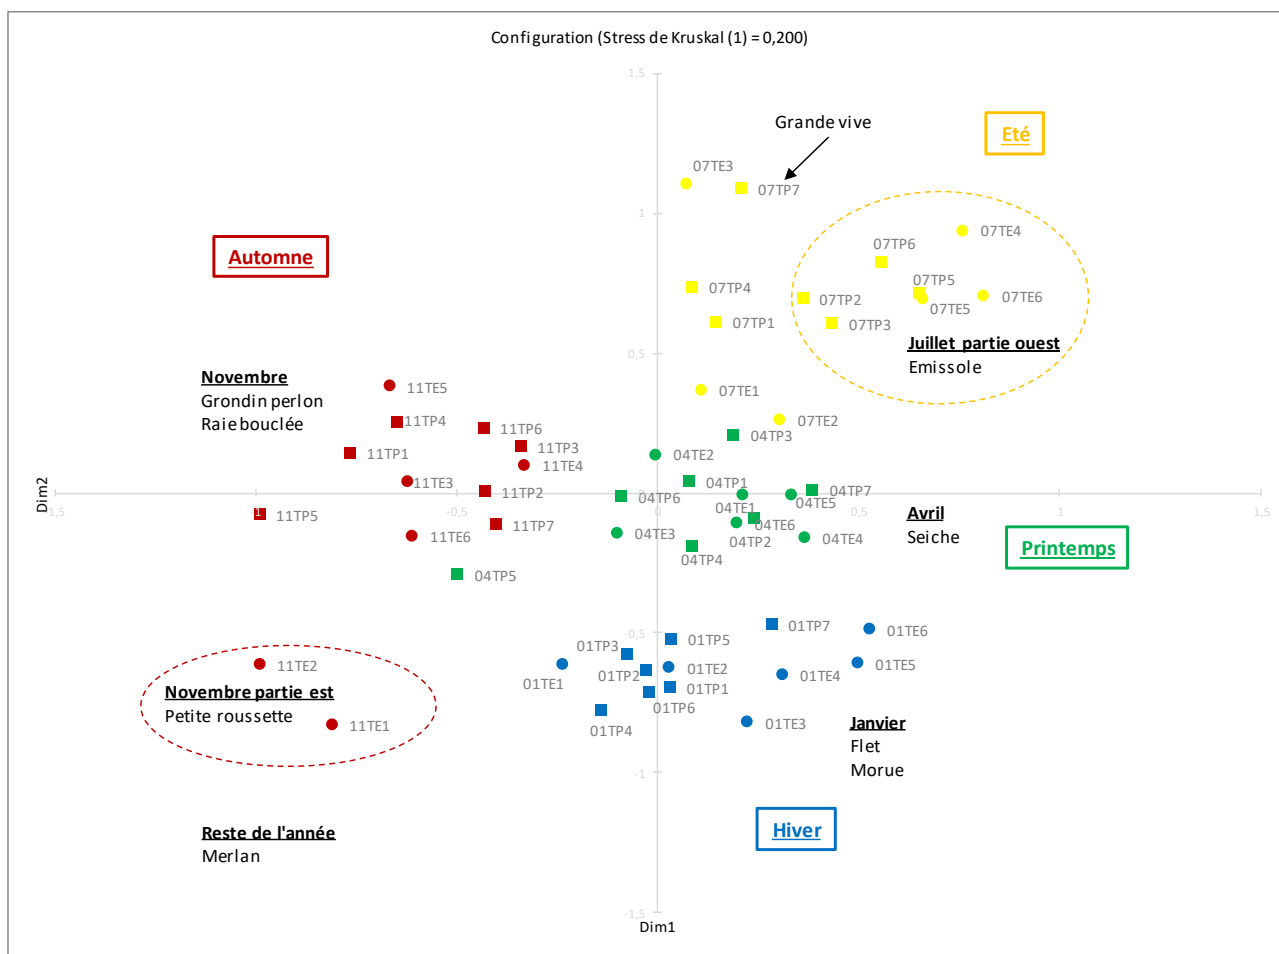 Configuration (Stress de Kruskal (1) = 0,200)
1,5
Grande vive
Eté
07TE3
07TP7
1
07TE4
Automne
07TP6
07TP5
07TP4
07TP2
07TE5
07TE6
07TP1
07TP3
Juillet partie ouest
Emissole
0,5
Novembre
Grondin perlon
Raie bouclée
11TE5
11TP4
11TP6
11TP3
11TP1
11TE4
11TE3
11TP2
07TE1
07TE2
04TP3
04TE2
04TP1
04TP7
04TP6
04TE1
04TE5
Dim2
-1,5
-1
-0,5
0
0,5
1
1,5
11TP5
11TP7
11TE6
04TE3
04TE6
04TP2
04TE4
04TP4
04TP5
Avril
Seiche
Printemps
-0,5
01TP7
01TE6
01TP5
01TP3
01TE2
01TE5
01TE4
01TE1
01TP2
01TP1
01TP6
01TP4
01TE3
11TE2
Novembre partie est
Petite roussette
11TE1
Janvier
Flet
Morue
-1
Reste de l'année
Merlan
Hiver
-1,5
Dim1